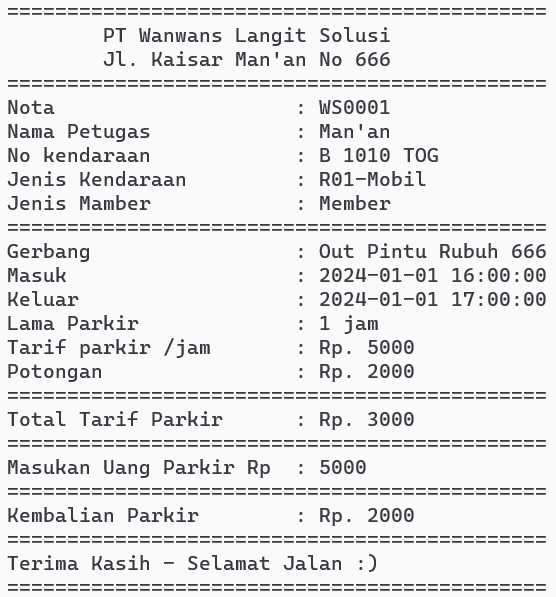 =============================================
        PT Wanwans Langit Solusi
        Jl. Kaisar Man'an No 666
=============================================
Nota                    : WS0001
Nama Petugas            : Man'an
No kendaraan            : B 1010 TOG
Jenis Kendaraan         : R01-Mobil
Jenis Mamber            : Member
=============================================
Gerbang                 : Out Pintu Rubuh 666
Masuk                   : 2024-01-01 16:00:00
Keluar                  : 2024-01-01 17:00:00
Lama Parkir             : 1 jam
Tarif parkir /jam       : Rp. 5000
Potongan                : Rp. 2000
=============================================
Total Tarif Parkir      : Rp. 3000
=============================================
Masukan Uang Parkir Rp  : 5000
=============================================
Kembalian Parkir        : Rp. 2000
=============================================
Terima Kasih - Selamat Jalan :)
=============================================